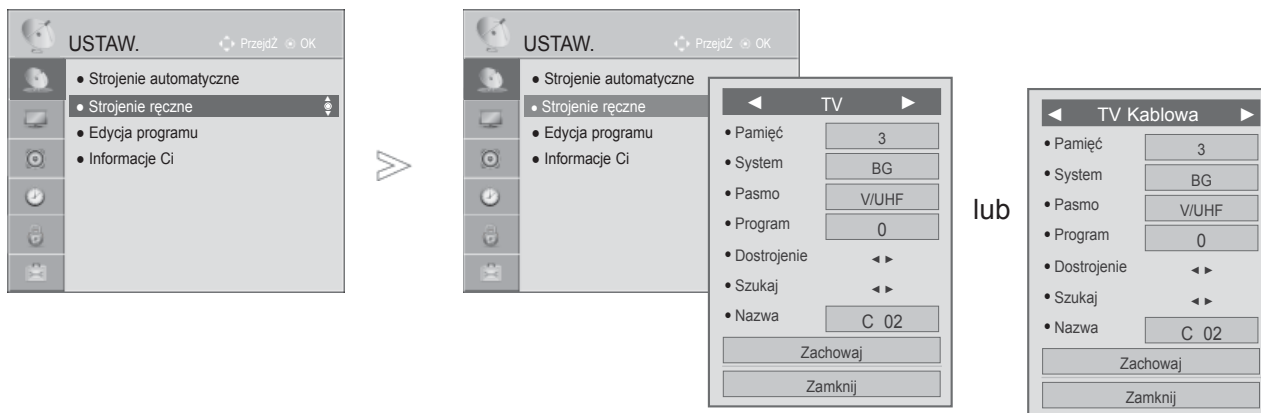 USTAW.
PrzejdŹ OK
● Strojenie automatyczne
● Strojenie ręczne
● Edycja programu
● Informacje Ci
USTAW.
PrzejdŹ OK
● Strojenie automatyczne
● Strojenie ręczne
● Edycja programu
● Informacje Ci
◄ TV ►
• Pamięć 3
• System BG
• Pasmo V/UHF
• Program 0
• Dostrojenie ◄ ►
• Szukaj ◄ ►
• Nazwa C 02
Zachowaj
Zamknij
lub
◄ TV Kablowa ►
• Pamięć 3
• System BG
• Pasmo V/UHF
• Program 0
• Dostrojenie ◄ ►
• Szukaj ◄ ►
• Nazwa C 02
Zachowaj
Zamknij